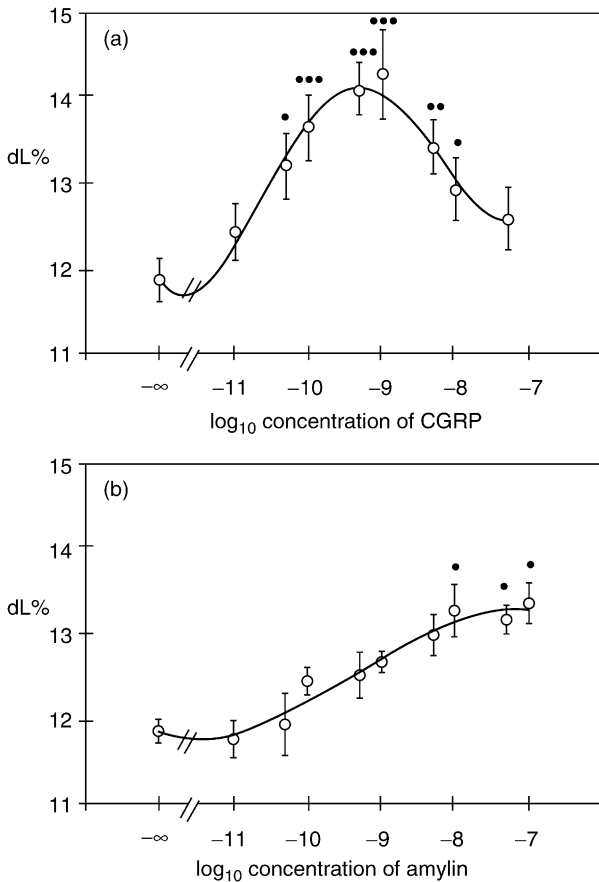 15
(a)
14
dL%
13
12
11
–∞ –11 –10 –9 –8 –7
log10 concentration of CGRP
15
(b)
14
dL%
13
12
11
–∞ –11 –10 –9 –8 –7
log10 concentration of amylin